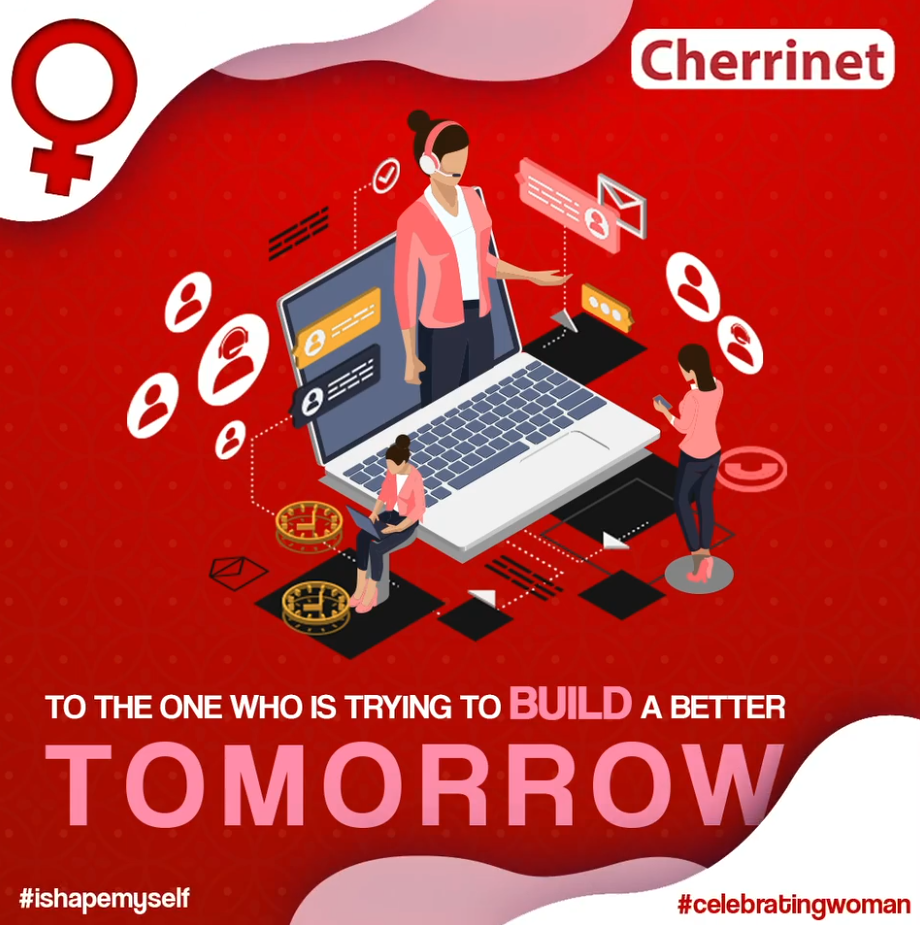 Cherrinet
TO THE ONE WHO IS TRYING TO BUILD A BETTER
TOMORROW
#ishapemyself
#celebratingwoman